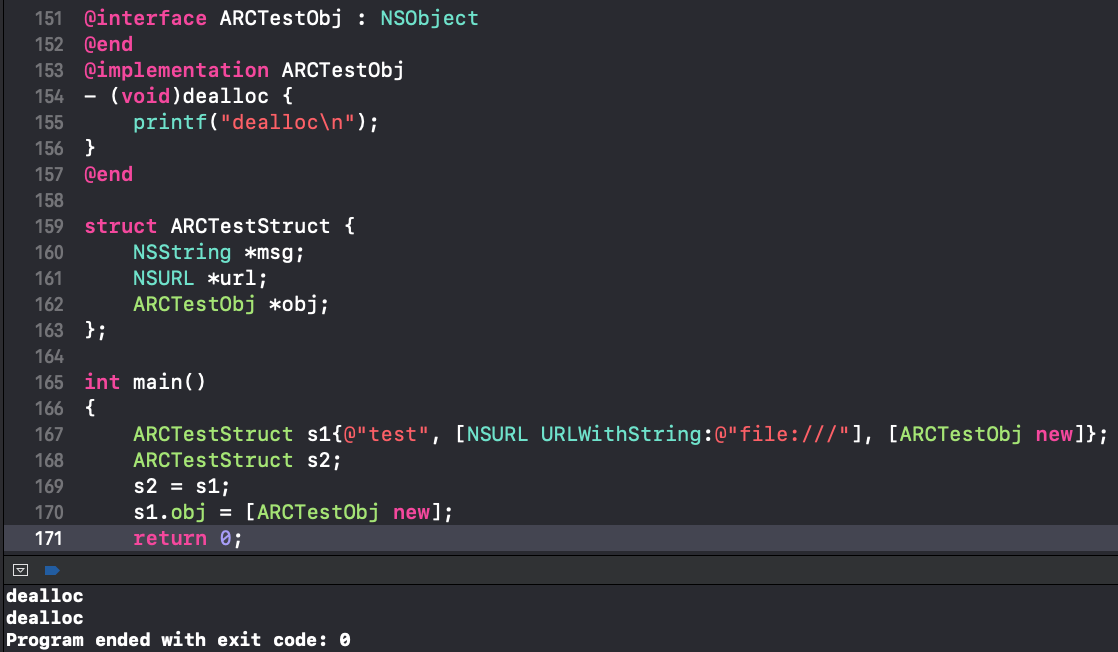 151 @interface ARCTestObj : NSObject
152 @end
153 @implementation ARCTestObj
154 - (void)dealloc {
155     printf("dealloc\n");
156 }
157 @end
158
159 struct ARCTestStruct {
160     NSString *msg;
161     NSURL *url;
162     ARCTestObj *obj;
163 };
164
165 int main()
166 {
167     ARCTestStruct s1{@"test", [NSURL URLWithString:@"file:///"], [ARCTestObj new]};
168     ARCTestStruct s2;
169     s2 = s1;
170     s1.obj = [ARCTestObj new];
171     return 0;
dealloc
dealloc
Program ended with exit code: 0